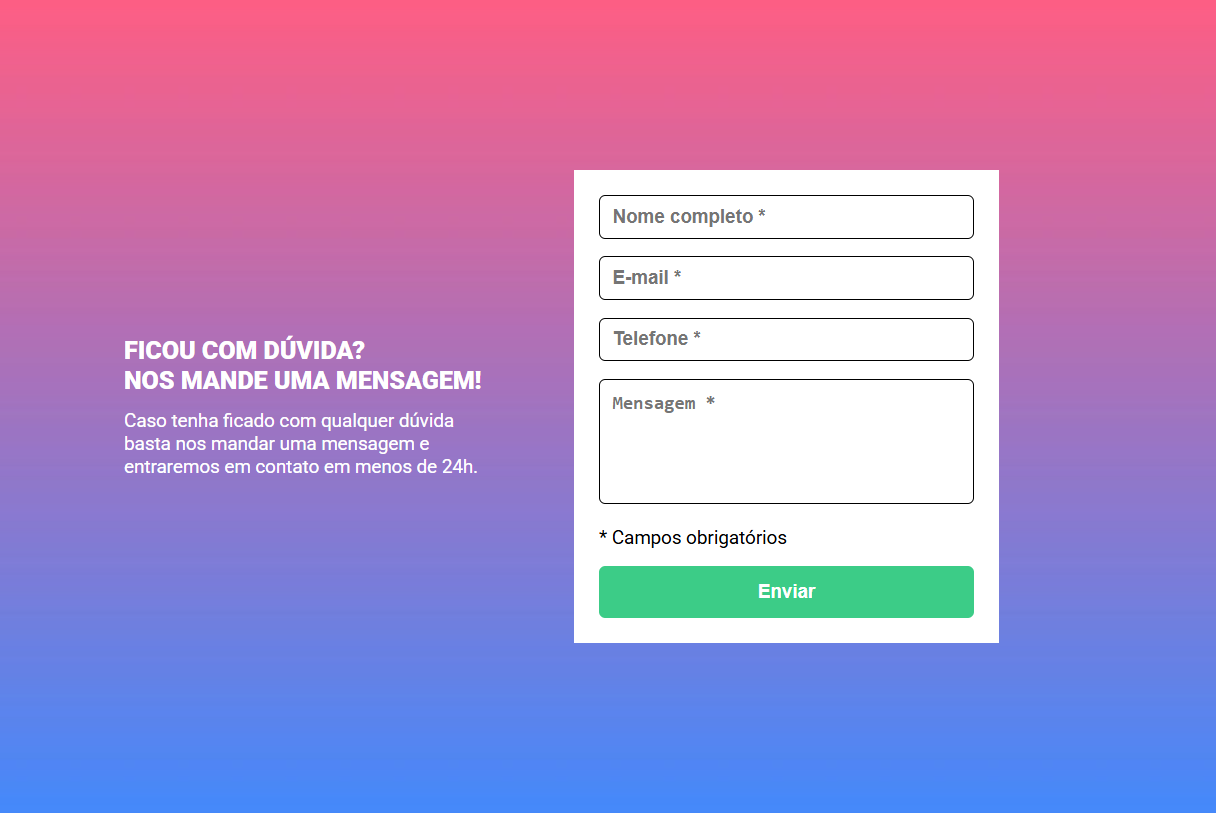 FICOU COM DÚVIDA?
NOS MANDE UMA MENSAGEM!
Caso tenha ficado com qualquer dúvida
basta nos mandar uma mensagem e
entraremos em contato em menos de 24h.
Nome completo *
E-mail *
Telefone *
Mensagem *
* Campos obrigatórios
Enviar